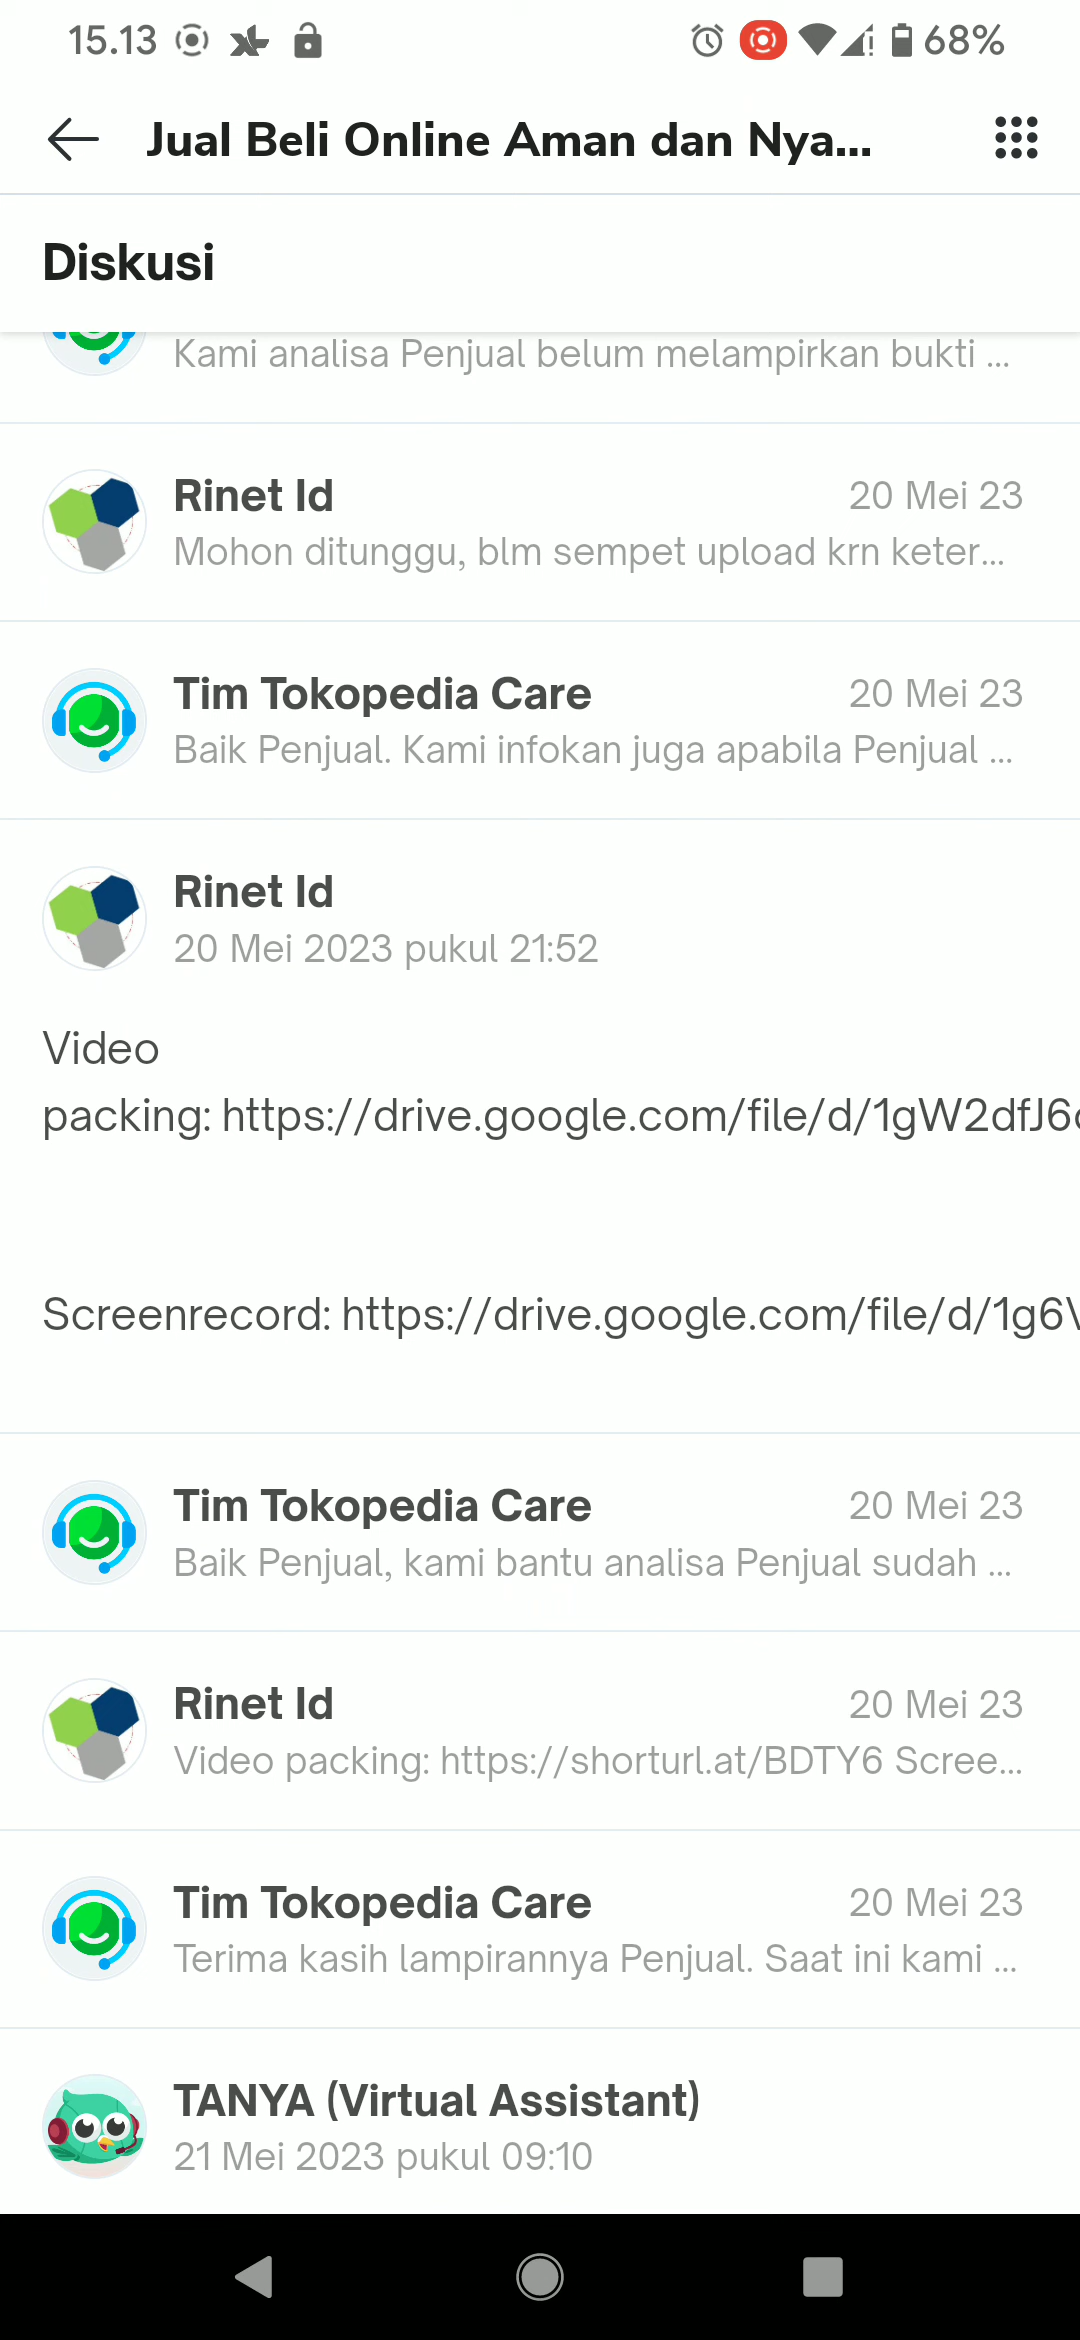 15.13
68%
Jual Beli Online Aman dan Nya...
Diskusi
Kami analisa Penjual belum melampirkan bukti ...
Rinet Id
20 Mei 23
Mohon ditunggu, blm sempet upload krn keter...
Tim Tokopedia Care
20 Mei 23
Baik Penjual. Kami infokan juga apabila Penjual ...
Rinet Id
20 Mei 2023 pukul 21:52
Video
packing: https://drive.google.com/file/d/1gW2dfJ6
Screenrecord: https://drive.google.com/file/d/1g6
Tim Tokopedia Care
20 Mei 23
Baik Penjual, kami bantu analisa Penjual sudah ...
Rinet Id
20 Mei 23
Video packing: https://shorturl.at/BDTY6 Scree...
Tim Tokopedia Care
20 Mei 23
Terima kasih lampirannya Penjual. Saat ini kami ...
TANYA (Virtual Assistant)
21 Mei 2023 pukul 09:10